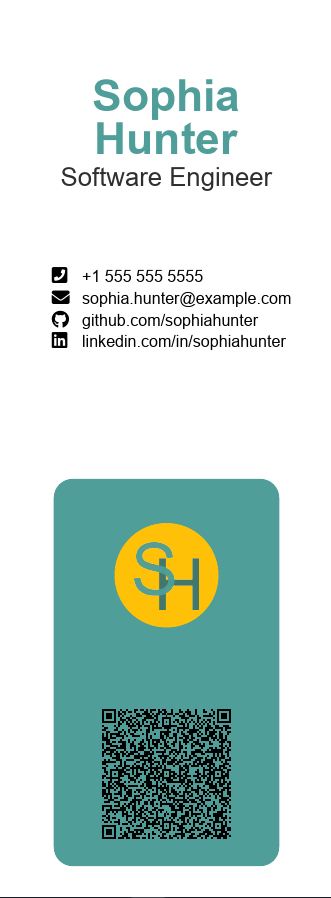 Sophia
Hunter
Software Engineer
+1 555 555 5555
sophia.hunter@example.com
github.com/sophiahunter
linkedin.com/in/sophiahunter
SH